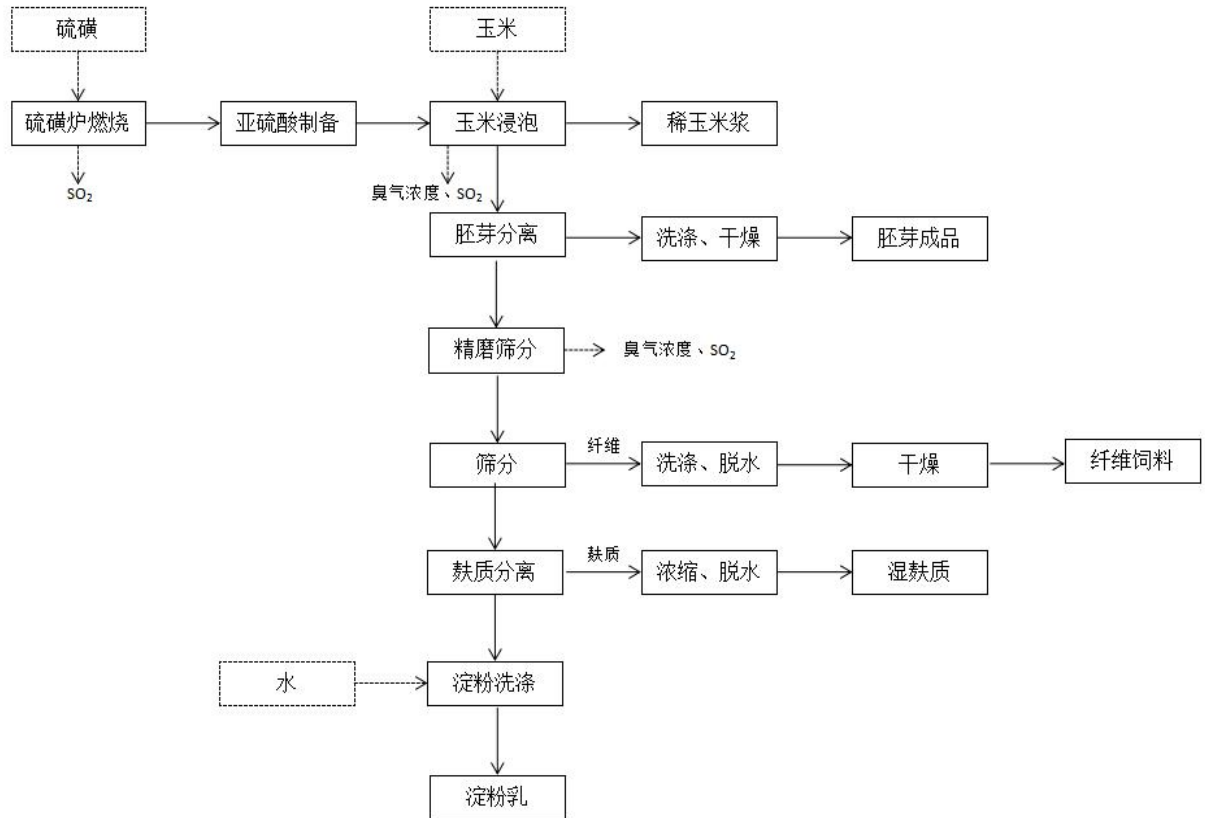 硫磺
玉米
硫磺炉燃烧
亚硫酸制备
玉米浸泡
稀玉米浆
SO₂
臭气浓度、SO₂
胚芽分离
洗涤、干燥
胚芽成品
精磨筛分
臭气浓度、SO₂
筛分
纤维
洗涤、脱水
干燥
纤维饲料
麸质分离
麸质
浓缩、脱水
湿麸质
水
淀粉洗涤
淀粉乳